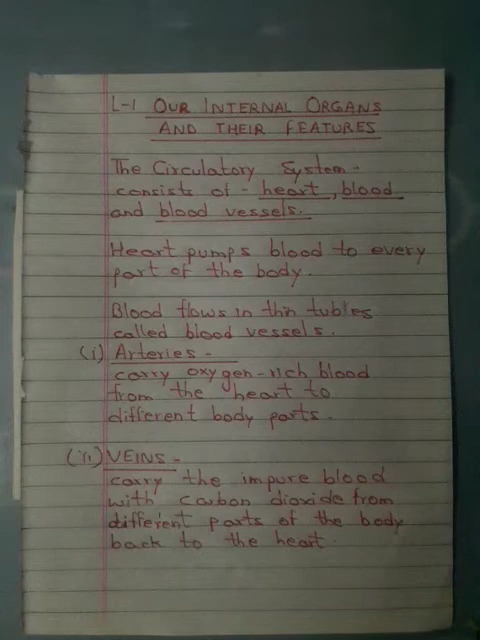 L-1 OUR INTERNAL ORGANS
AND THEIR FEATURES
The Circulatory System-
consists of - heart, blood
and blood vessels.
Heart pumps blood to every
part of the body.
Blood flows in thin tubles
called blood vessels.
(i) Arteries -
carry oxygen-rich blood
from the heart to
different body parts.
(ii) VEINS -
carry the impure blood
with carbon dioxide from
different parts of the body
back to the heart.